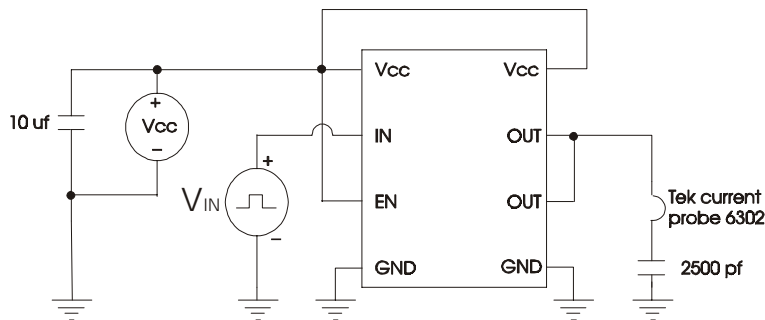 Vcc
Vcc
10 uf
+
Vcc
-
IN
OUT
+
VIN
-
EN
OUT
Tek current
probe 6302
GND
GND
2500 pf